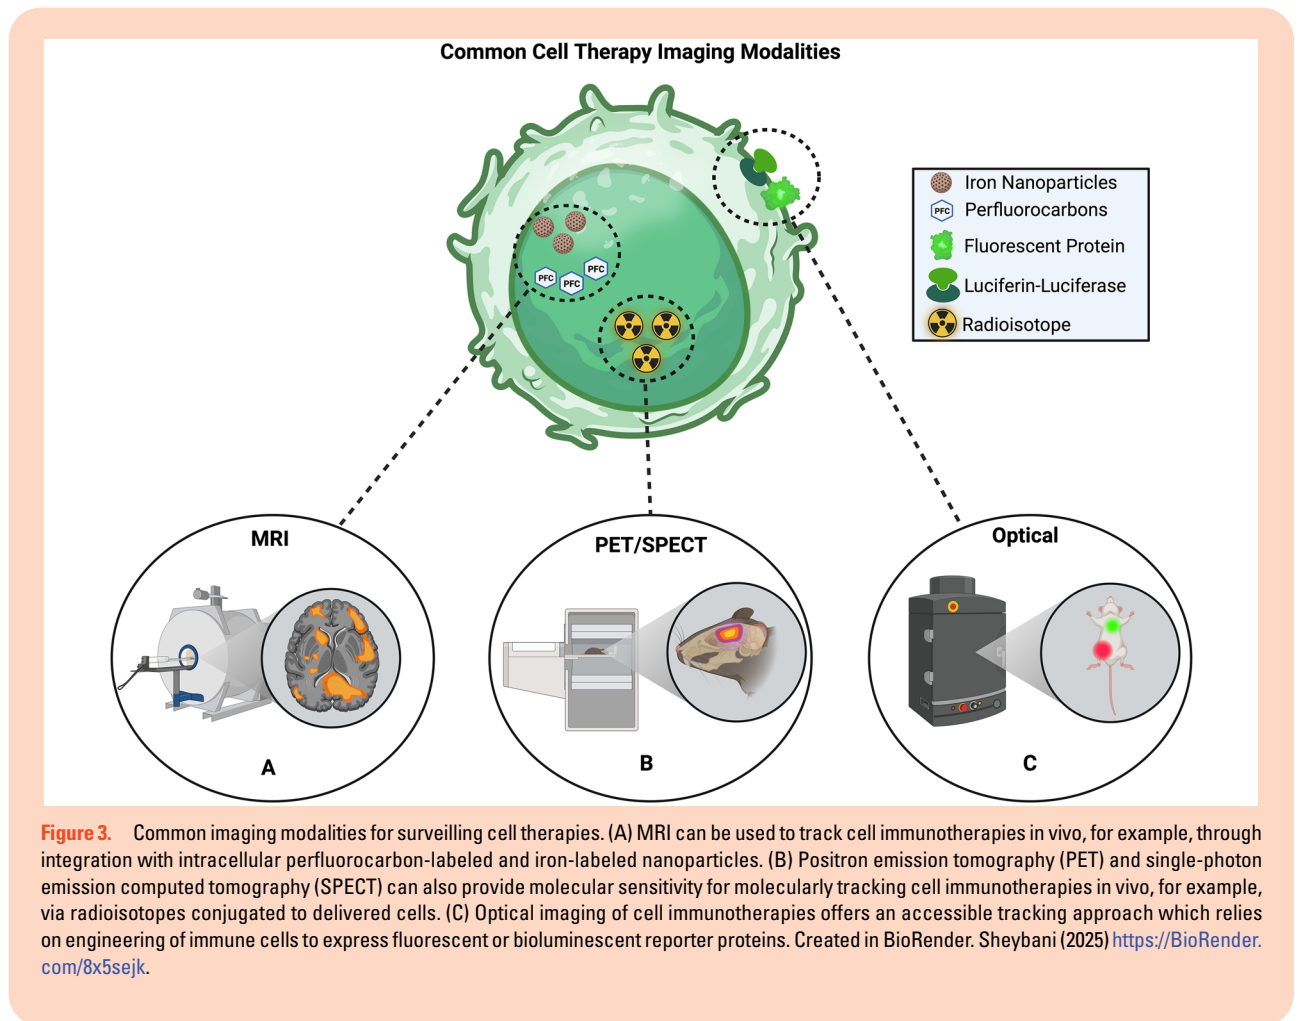 Common Cell Therapy Imaging Modalities
Iron Nanoparticles
PFC Perfluorocarbons
Fluorescent Protein
Luciferin-Luciferase
Radioisotope
PFC
PFC
PFC
MRI
PET/SPECT
Optical
A
B
C
Figure 3. Common imaging modalities for surveilling cell therapies. (A) MRI can be used to track cell immunotherapies in vivo, for example, through
integration with intracellular perfluorocarbon-labeled and iron-labeled nanoparticles. (B) Positron emission tomography (PET) and single-photon
emission computed tomography (SPECT) can also provide molecular sensitivity for molecularly tracking cell immunotherapies in vivo, for example,
via radioisotopes conjugated to delivered cells. (C) Optical imaging of cell immunotherapies offers an accessible tracking approach which relies
on engineering of immune cells to express fluorescent or bioluminescent reporter proteins. Created in BioRender. Sheybani (2025) https://BioRender.
com/8x5sejk.